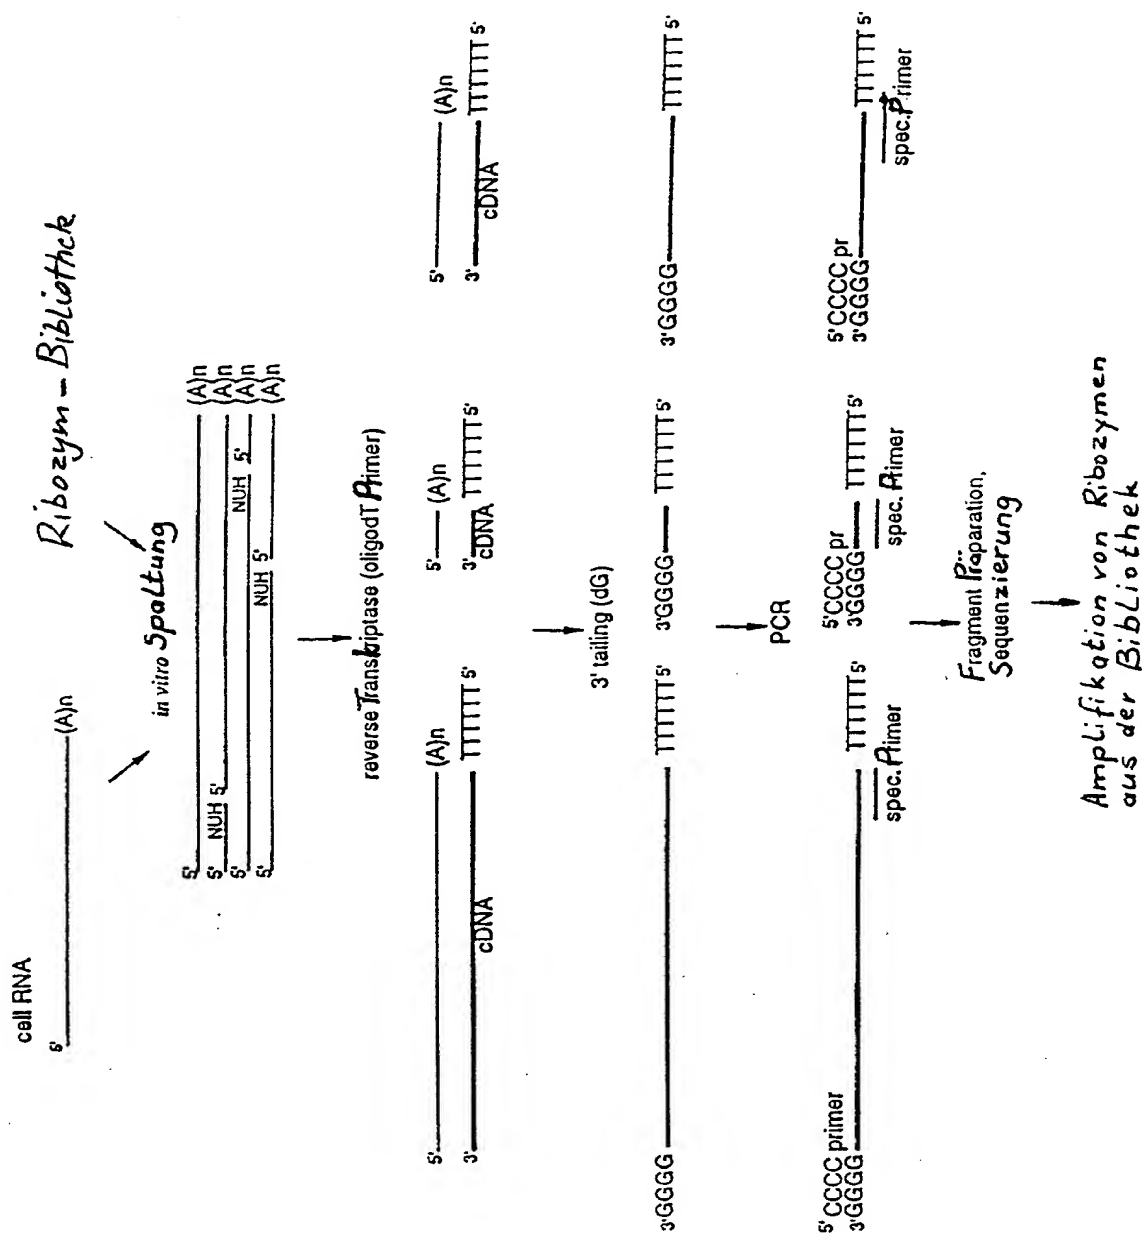 cell RNA
5' (A)n
Ribozym-Bibliothek
in vitro Spaltung
5' (A)n
5' NUH 5' (A)n
5' NUH 5' (A)n
5' NUH 5' (A)n
reverse Transkriptase (oligodT Primer)
5' (A)n 5' (A)n 5' (A)n
3' TTTTTT 5' 3' TTTTTT 5' 3' TTTTTT 5'
cDNA cDNA cDNA
3' tailing (dG)
3'GGGG TTTTTT 5' 3'GGGG TTTTTT 5' 3'GGGG TTTTTT 5'
PCR
5'CCCC primer 5'CCCC pr 5'CCCC pr
3'GGGG TTTTTT 5' 3'GGGG TTTTTT 5' 3'GGGG TTTTTT 5'
spec. Primer spec. Primer spec. Primer
Fragment Präparation,
Sequenzierung
Amplifikation von Ribozymen
aus der Bibliothek